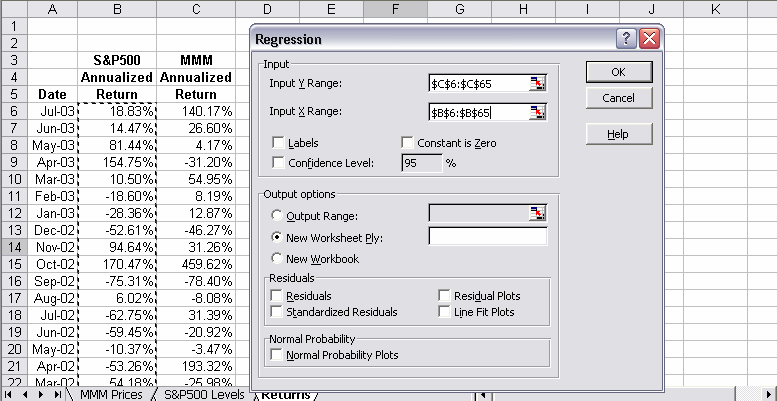 A B C D E F G H I J K
1
2
3 S&P500 MMM
4 Annualized Annualized
5 Date Return Return
6 Jul-03 18.83% 140.17%
7 Jun-03 14.47% 26.60%
8 May-03 81.44% 4.17%
9 Apr-03 154.75% -31.20%
10 Mar-03 10.50% 54.95%
11 Feb-03 -18.60% 8.19%
12 Jan-03 -28.36% 12.87%
13 Dec-02 -52.61% -46.27%
14 Nov-02 94.64% 31.26%
15 Oct-02 170.47% 459.62%
16 Sep-02 -75.31% -78.40%
17 Aug-02 6.02% -8.08%
18 Jul-02 -62.75% 31.39%
19 Jun-02 -59.45% -20.92%
20 May-02 -10.37% -3.47%
21 Apr-02 -53.26% 193.32%
22 Mar-02 54.18% -25.98%
MMM Prices S&P500 Levels Returns
Regression
Input
Input Y Range: $C$6:$C$65
Input X Range: $B$6:$B$65
Labels Constant is Zero
Confidence Level: 95 %
OK
Cancel
Help
Output options
Output Range:
New Worksheet Ply:
New Workbook
Residuals
Residuals Residual Plots
Standardized Residuals Line Fit Plots
Normal Probability
Normal Probability Plots